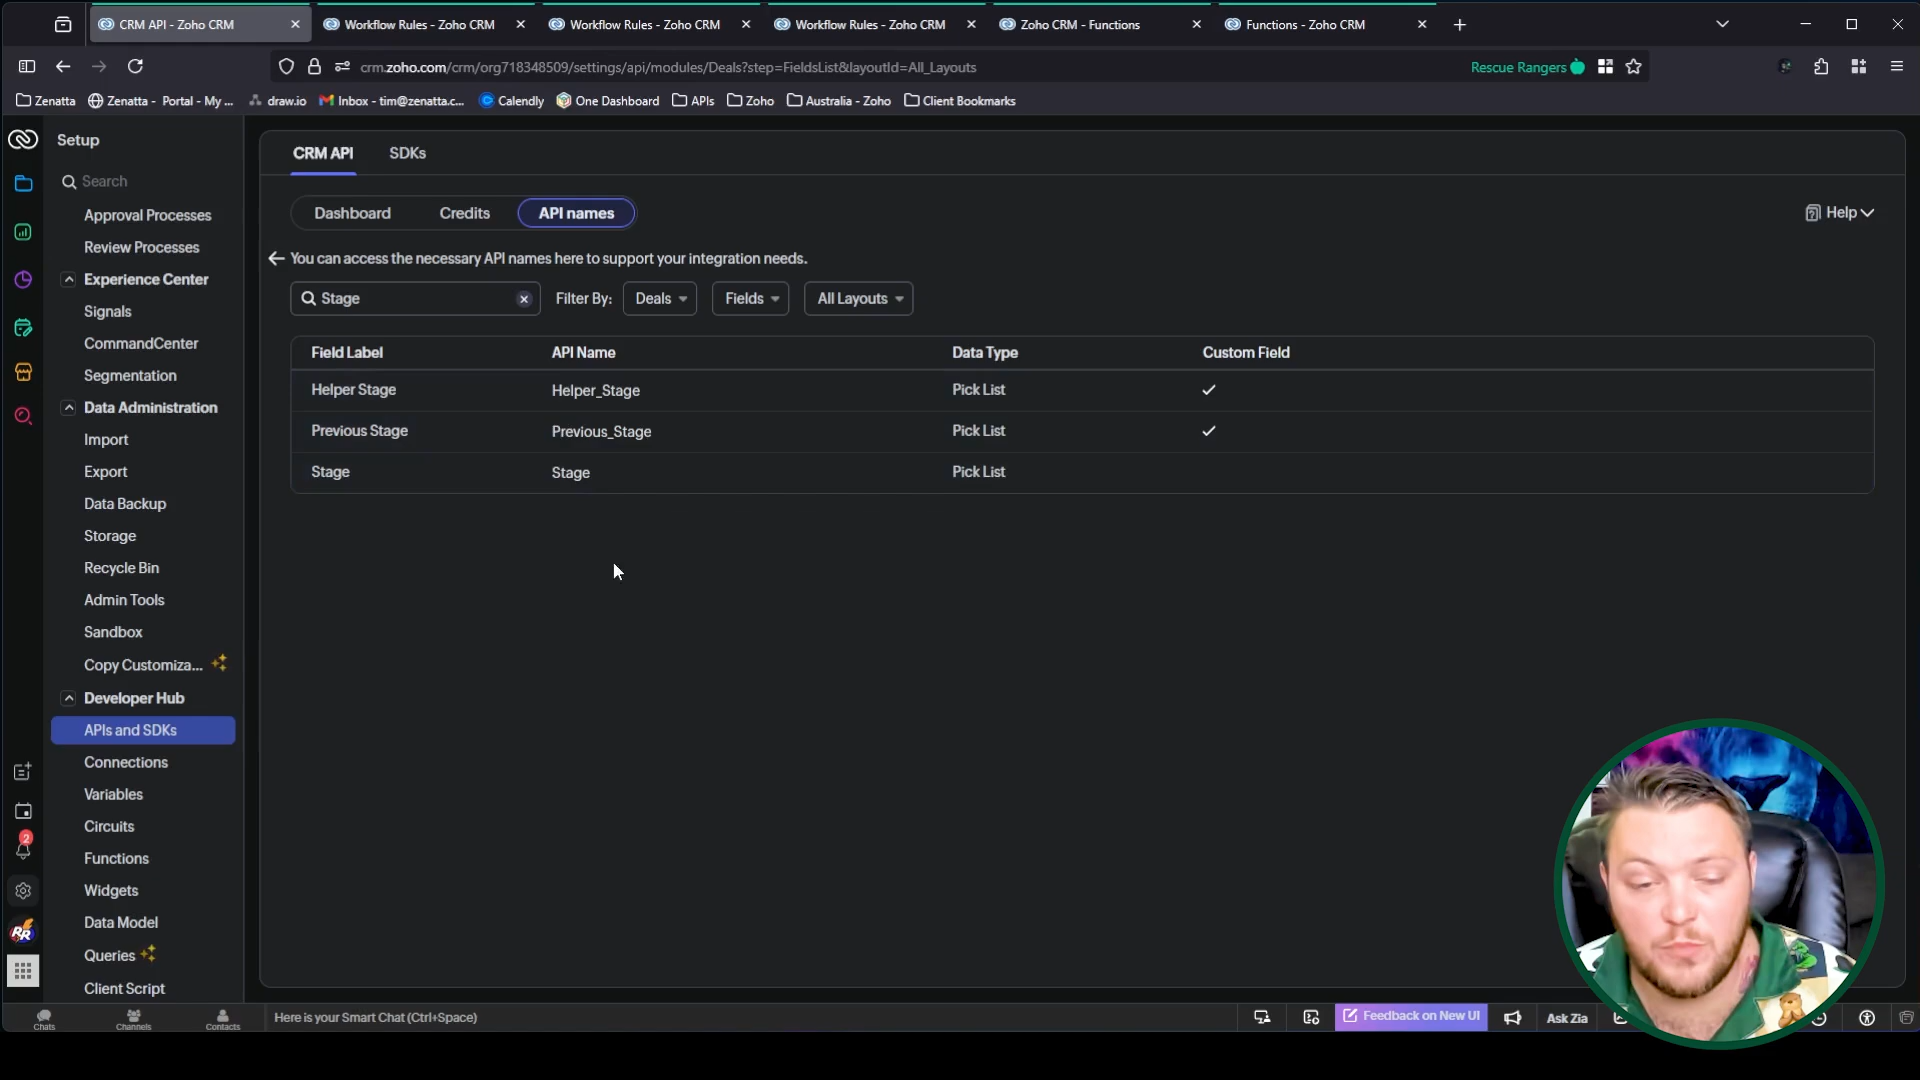 CRM API - Zoho CRM
Workflow Rules - Zoho CRM
Workflow Rules - Zoho CRM
Workflow Rules - Zoho CRM
Zoho CRM - Functions
Functions - Zoho CRM
crm.zoho.com/crm/org718348509/settings/api/modules/Deals?step=FieldsList&layoutId=All_Layouts
Rescue Rangers
Zenatta
Zenatta - Portal - My ...
draw.io
Inbox - tim@zenatta.c...
Calendly
One Dashboard
APIs
Zoho
Australia - Zoho
Client Bookmarks
Setup
Search
Approval Processes
Review Processes
Experience Center
Signals
CommandCenter
Segmentation
Data Administration
Import
Export
Data Backup
Storage
Recycle Bin
Admin Tools
Sandbox
Copy Customiza...
Developer Hub
APIs and SDKs
Connections
Variables
Circuits
Functions
Widgets
Data Model
Queries
Client Script
2
RR
CRM API SDKs
Dashboard Credits API names
Help
You can access the necessary API names here to support your integration needs.
Stage
Filter By: Deals Fields All Layouts
Field Label API Name Data Type Custom Field
Helper Stage Helper_Stage Pick List
Previous Stage Previous_Stage Pick List
Stage Stage Pick List
Chats
Channels
Contacts
Here is your Smart Chat (Ctrl+Space)
Feedback on New UI
Ask Zia